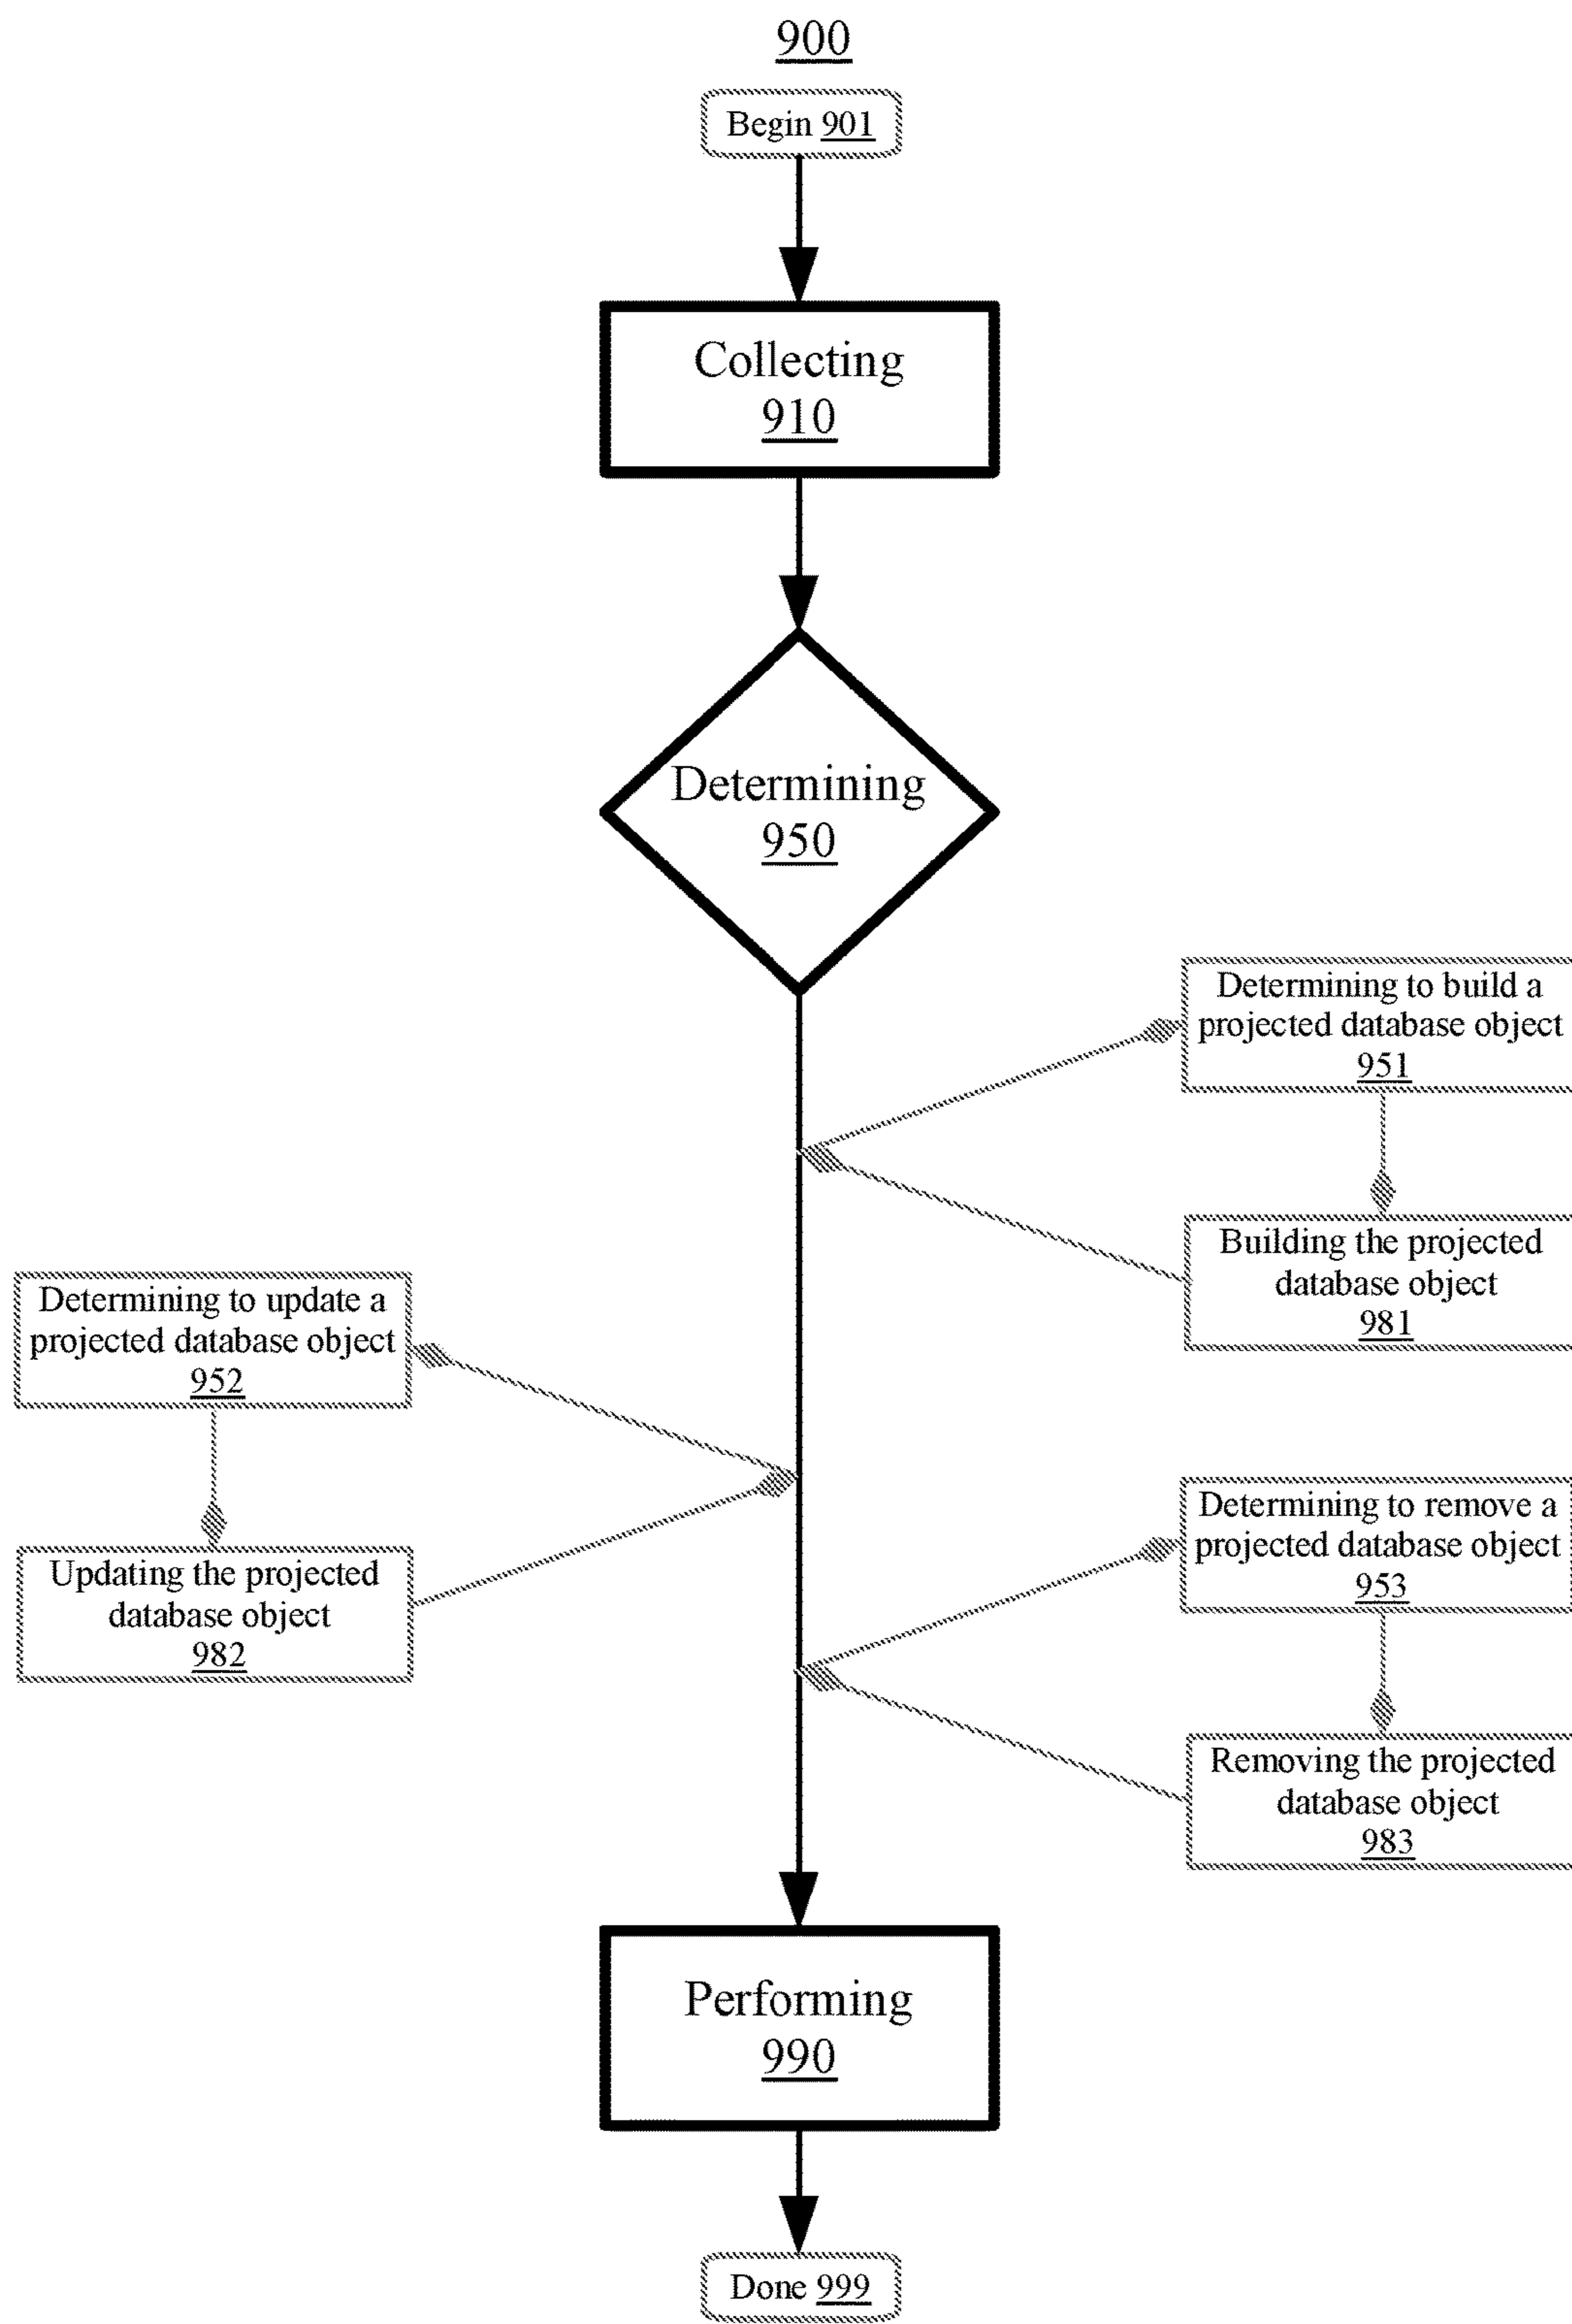 900
Begin 901
Collecting
910
Determining
950
Determining to build a
projected database object
951
Building the projected
database object
981
Determining to update a
projected database object
952
Updating the projected
database object
982
Determining to remove a
projected database object
953
Removing the projected
database object
983
Performing
990
Done 999